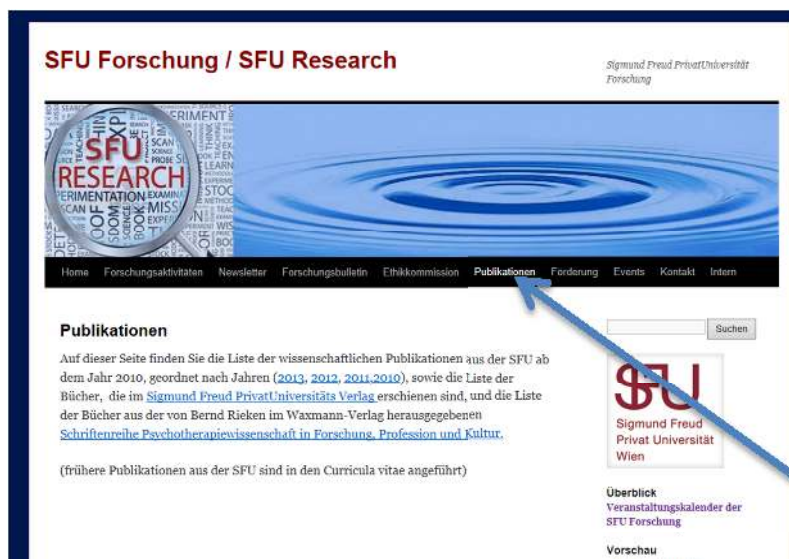 SFU Forschung / SFU Research
Sigmund Freud PrivatUniversität
Forschung
SFU
RESEARCH
Home Forschungsaktivitäten Newsletter Forschungsbulletin Ethikkommission Publikationen Förderung Events Kontakt Intern
Publikationen
Auf dieser Seite finden Sie die Liste der wissenschaftlichen Publikationen aus der SFU ab
dem Jahr 2010, geordnet nach Jahren (2013, 2012, 2011,2010), sowie die Liste der
Bücher, die im Sigmund Freud PrivatUniversitäts Verlag erschienen sind, und die Liste
der Bücher aus der von Bernd Rieken im Waxmann-Verlag herausgegebenen
Schriftenreihe Psychotherapiewissenschaft in Forschung, Profession und Kultur.
(frühere Publikationen aus der SFU sind in den Curricula vitae angeführt)
Suchen
SFU
Sigmund Freud
Privat Universität
Wien
Überblick
Veranstaltungskalender der
SFU Forschung
Vorschau